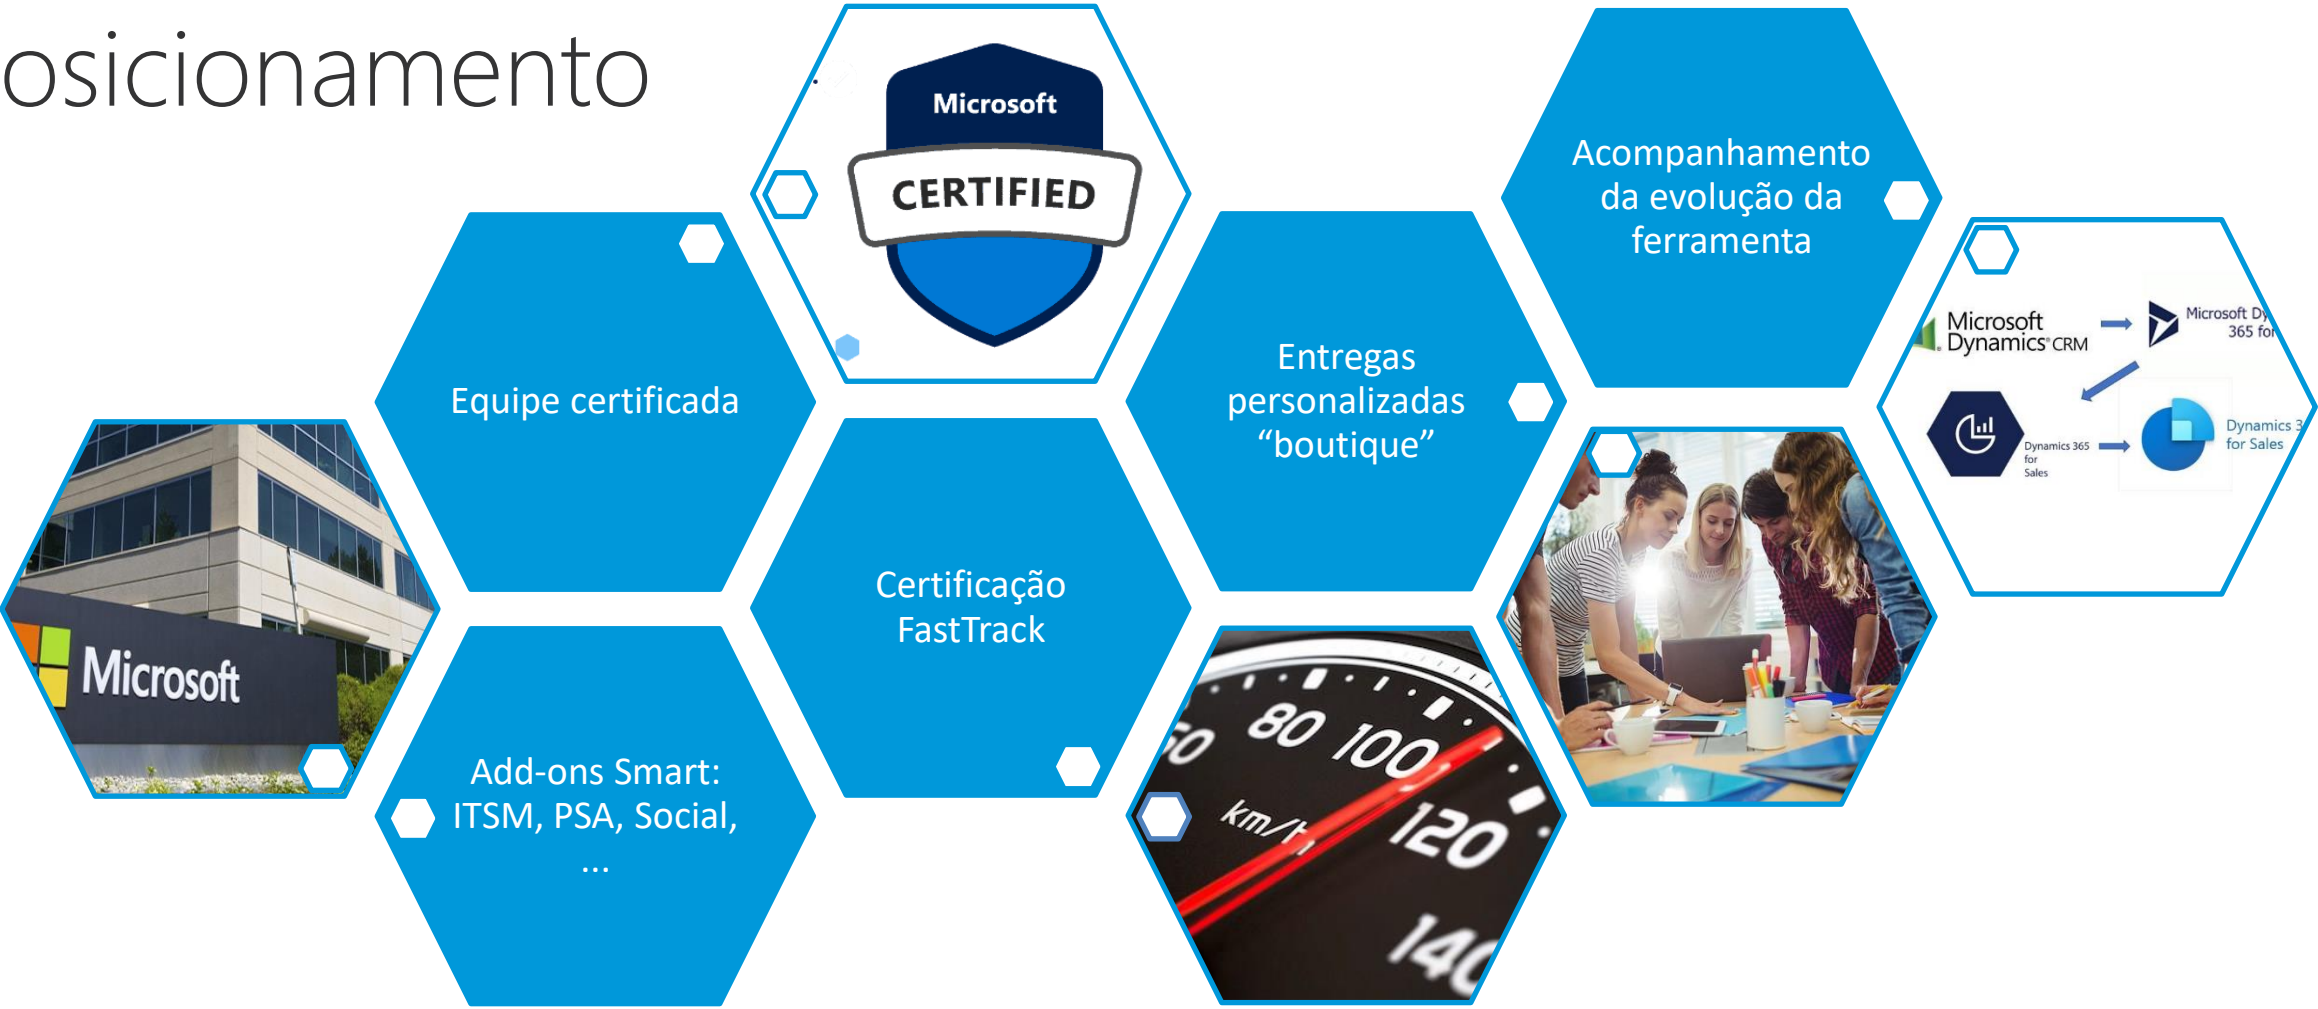 osicionamento
Microsoft
CERTIFIED
Acompanhamento
da evolução da
ferramenta
Equipe certificada
Entregas
personalizadas
“boutique”
Microsoft
Dynamics CRM
Microsoft Dy
365 for
Dynamics 365
for
Sales
Dynamics 3
for Sales
Certificação
FastTrack
Microsoft
Add-ons Smart:
ITSM, PSA, Social,
...
80
100
120
140
km/h